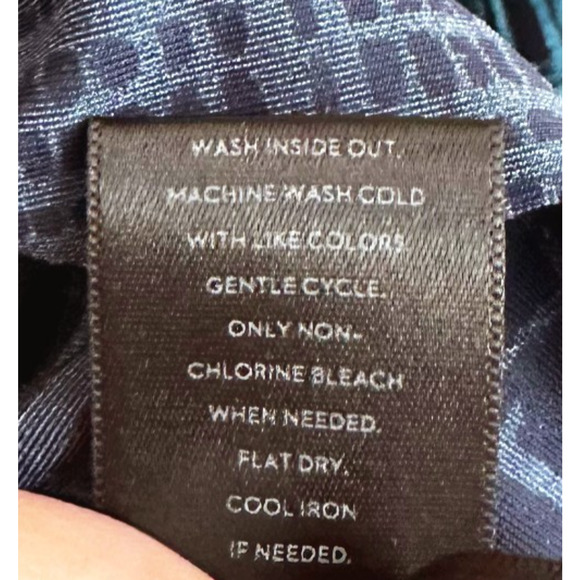 WASH INSIDE OUT.
MACHINE WASH COLD
WITH LIKE COLORS.
GENTLE CYCLE.
ONLY NON-
CHLORINE BLEACH
WHEN NEEDED.
FLAT DRY.
COOL IRON
IF NEEDED.